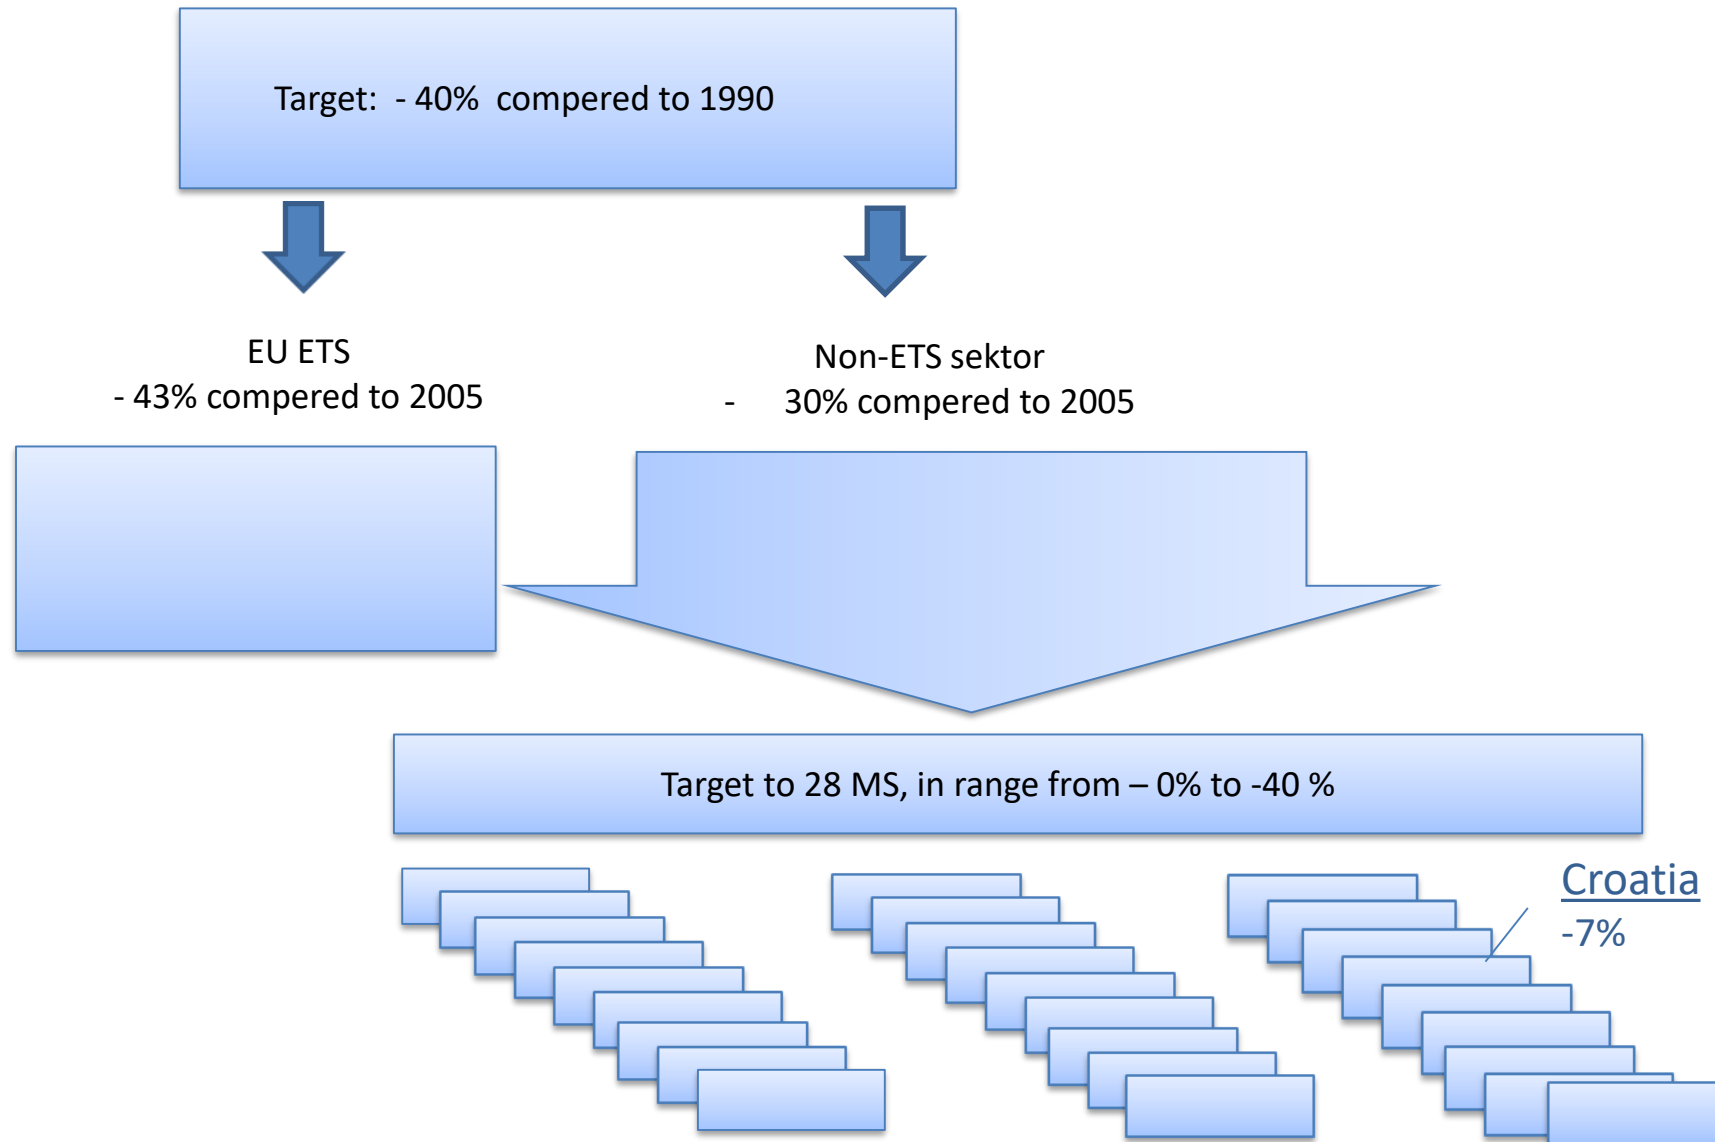 Target: - 40% compered to 1990
EU ETS
- 43% compered to 2005
Non-ETS sektor
- 30% compered to 2005
Target to 28 MS, in range from – 0% to -40 %
Croatia
-7%